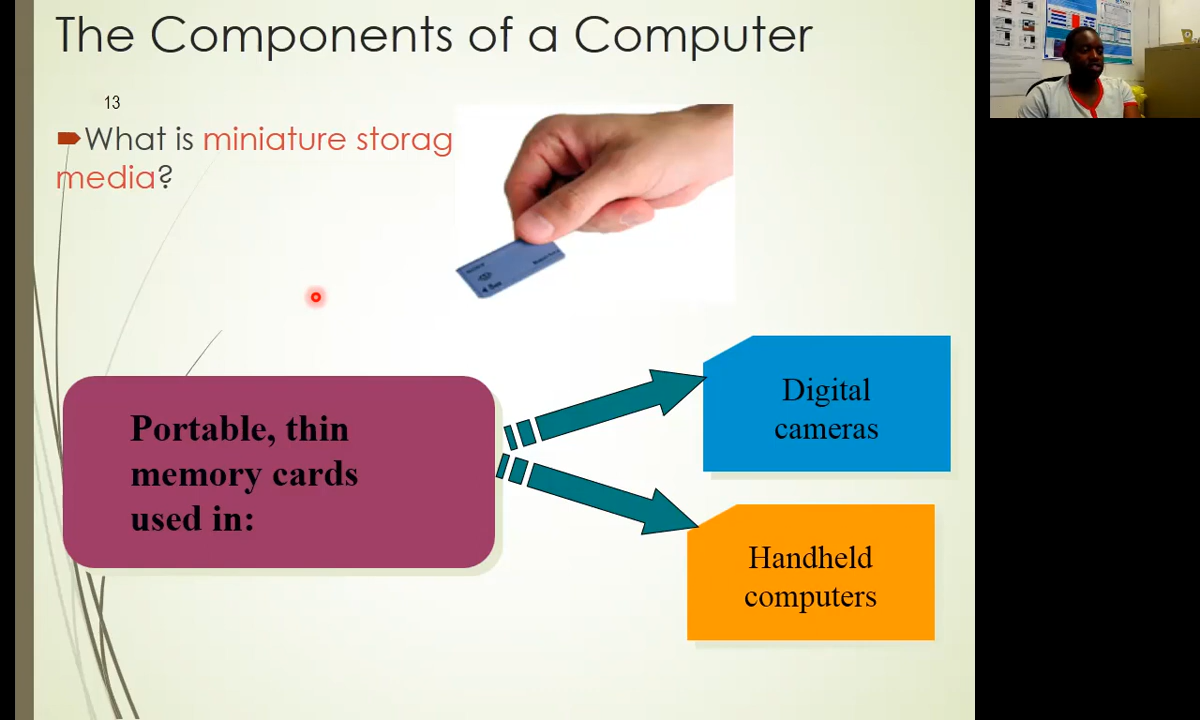 The Components of a Computer
13
What is miniature storag
media?
Portable, thin
memory cards
used in:
Digital
cameras
Handheld
computers